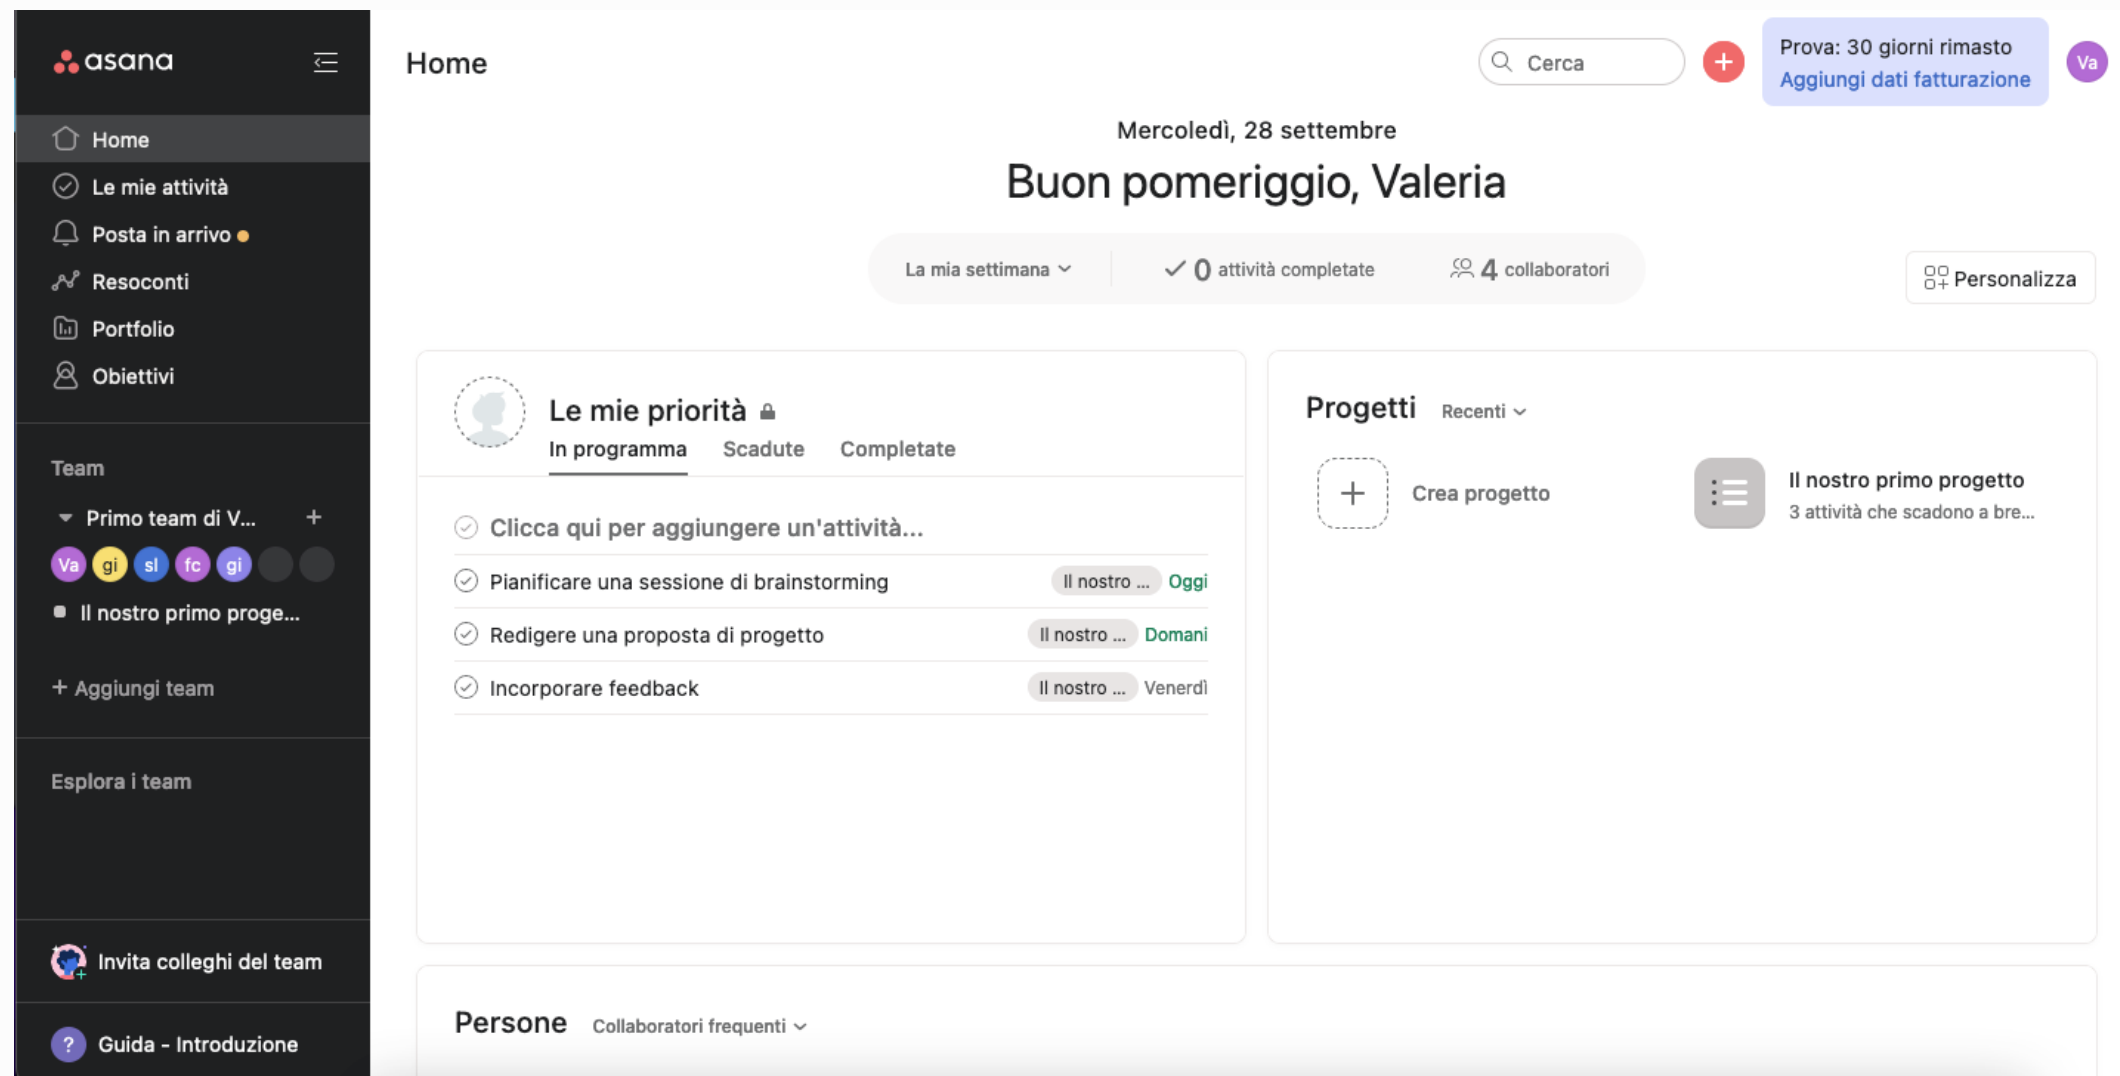 asana
Home
Le mie attività
Posta in arrivo
Resoconti
Portfolio
Obiettivi
Team
Primo team di V...
+
Va gi sl fc gi
Il nostro primo proge...
+ Aggiungi team
Esplora i team
Invita colleghi del team
? Guida - Introduzione
Home
Cerca
+
Prova: 30 giorni rimasto
Aggiungi dati fatturazione
Va
Mercoledì, 28 settembre
Buon pomeriggio, Valeria
La mia settimana
0 attività completate
4 collaboratori
Personalizza
Le mie priorità
In programma Scadute Completate
Clicca qui per aggiungere un'attività...
Pianificare una sessione di brainstorming Il nostro ... Oggi
Redigere una proposta di progetto Il nostro ... Domani
Incorporare feedback Il nostro ... Venerdì
Progetti Recenti
+ Crea progetto
Il nostro primo progetto
3 attività che scadono a bre...
Persone Collaboratori frequenti